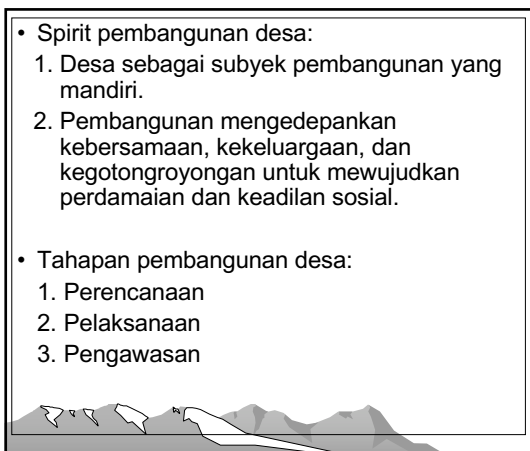 • Spirit pembangunan desa:
1. Desa sebagai subyek pembangunan yang
mandiri.
2. Pembangunan mengedepankan
kebersamaan, kekeluargaan, dan
kegotongroyongan untuk mewujudkan
perdamaian dan keadilan sosial.
• Tahapan pembangunan desa:
1. Perencanaan
2. Pelaksanaan
3. Pengawasan